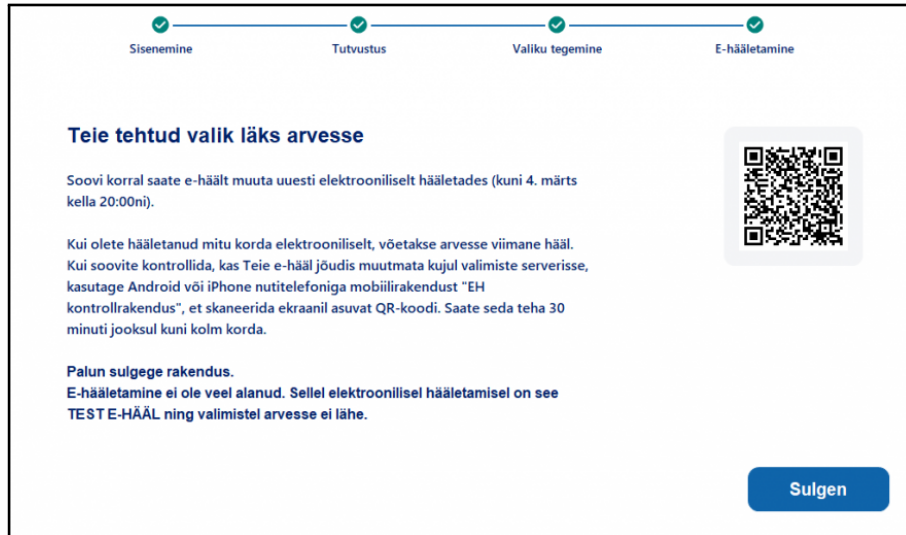 Sisenemine
Tutvustus
Valiku tegemine
E-hääletamine
Teie tehtud valik läks arvesse
Soovi korral saate e-häält muuta uuesti elektrooniliselt hääletades (kuni 4. märts
kella 20:00ni).
Kui olete hääletanud mitu korda elektrooniliselt, võetakse arvesse viimane hääl.
Kui soovite kontrollida, kas Teie e-hääl jõudis muutmata kujul valimiste serverisse,
kasutage Android või iPhone nutitelefoniga mobiilirakendust "EH
kontrollrakendus", et skaneerida ekraanil asuvat QR-koodi. Saate seda teha 30
minuti jooksul kuni kolm korda.
Palun sulgege rakendus.
E-hääletamine ei ole veel alanud. Sellel elektroonilisel hääletamisel on see
TEST E-HÄÄL ning valimistel arvesse ei lähe.
Sulgen